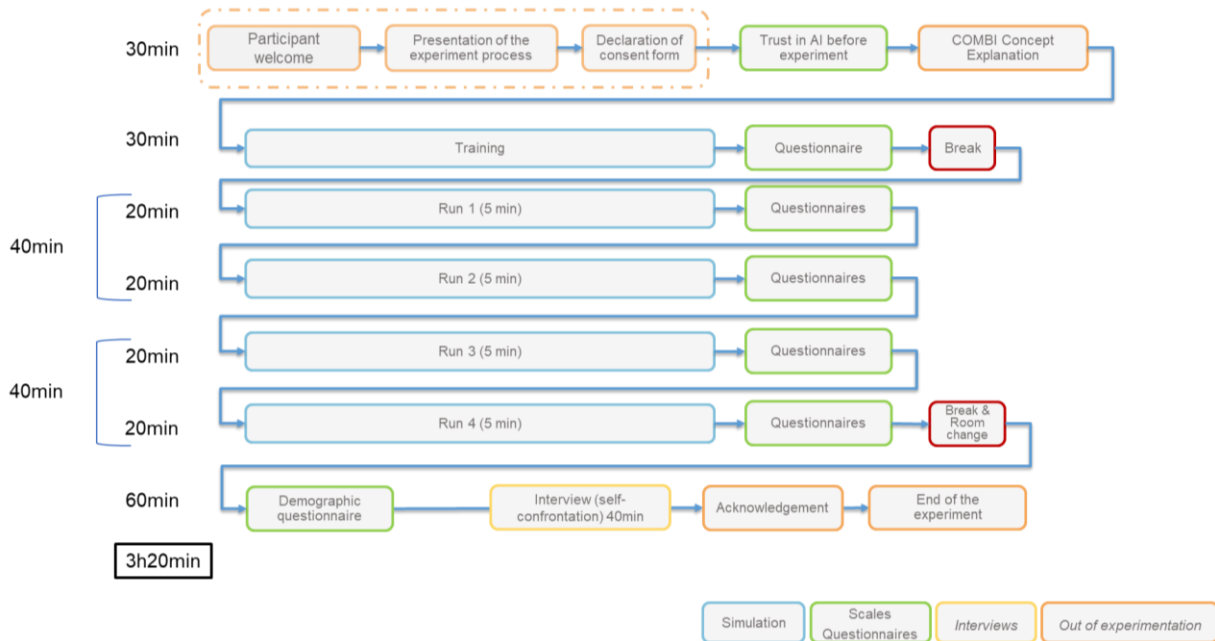 30min
Participant
welcome
Presentation of the
experiment process
Declaration of
consent form
Trust in AI before
experiment
COMBI Concept
Explanation
30min
Training
Questionnaire
Break
40min
20min
Run 1 (5 min)
Questionnaires
20min
Run 2 (5 min)
Questionnaires
40min
20min
Run 3 (5 min)
Questionnaires
20min
Run 4 (5 min)
Questionnaires
Break &
Room
change
60min
Demographic
questionnaire
Interview (self-
confrontation) 40min
Acknowledgement
End of the
experiment
3h20min
Simulation
Scales
Questionnaires
Interviews
Out of experimentation